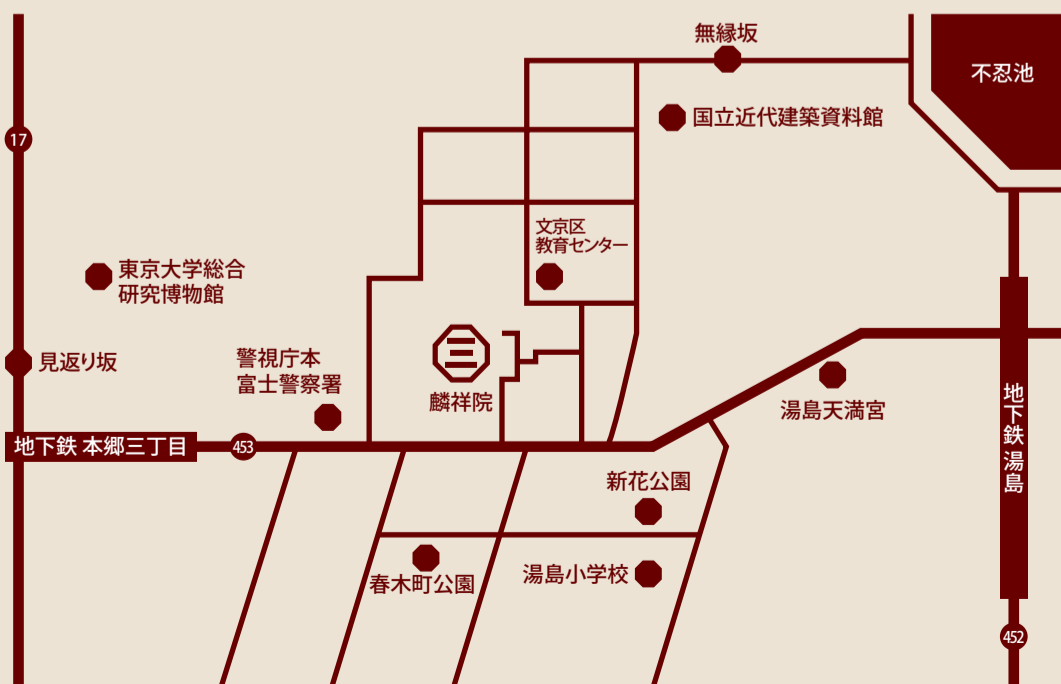 無縁坂
不忍池
国立近代建築資料館
17
文京区
教育センター
東京大学総合
研究博物館
見返り坂
警視庁本
富士警察署
麟祥院
湯島天満宮
地下鉄 本郷三丁目
453
地下鉄 湯島
新花公園
春木町公園
湯島小学校
452